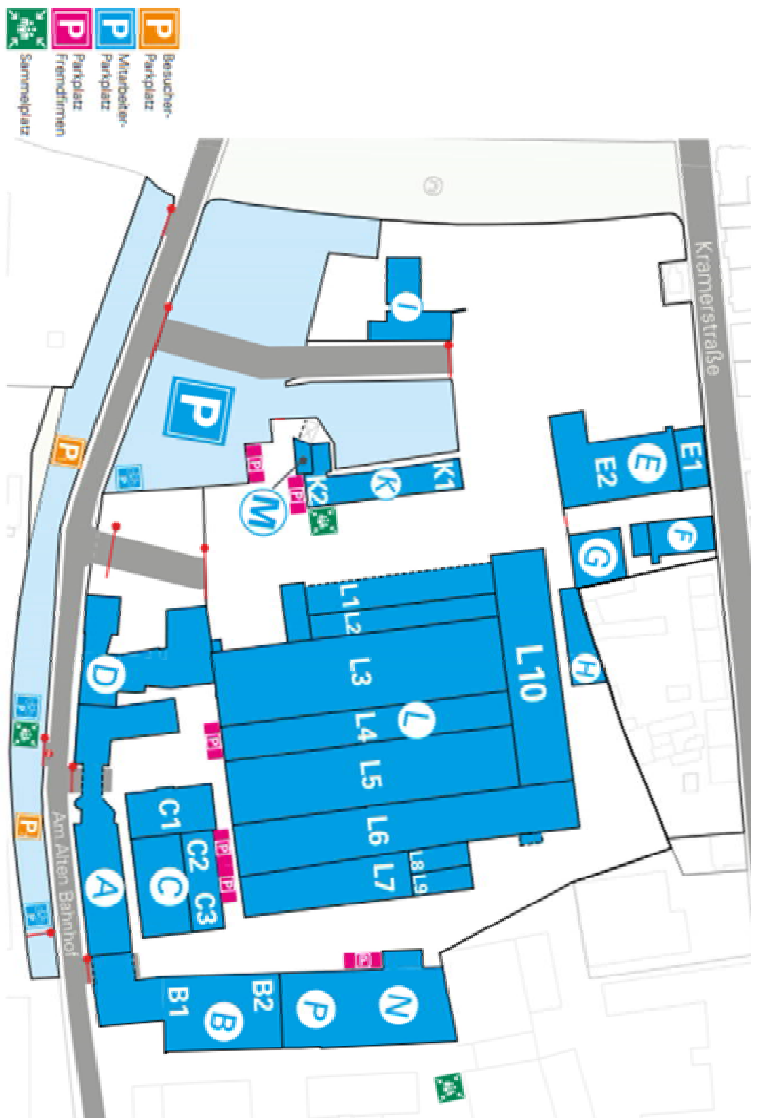 P
Besucher-
Parkplatz
P
Mitarbeiter-
Parkplatz
P
Parkplatz
Fremdfirmen
Sammelplatz
Kramerstraße
I
P
P
P
P
M
K2
K
K1
E1
E
E2
F
G
H
L10
L1
L2
L3
L4
L
L5
L6
L7
L8
L9
D
P
C1
C2
C
C3
P
P
A
Am Alten Bahnhof
P
P
B1
B
B2
P
N